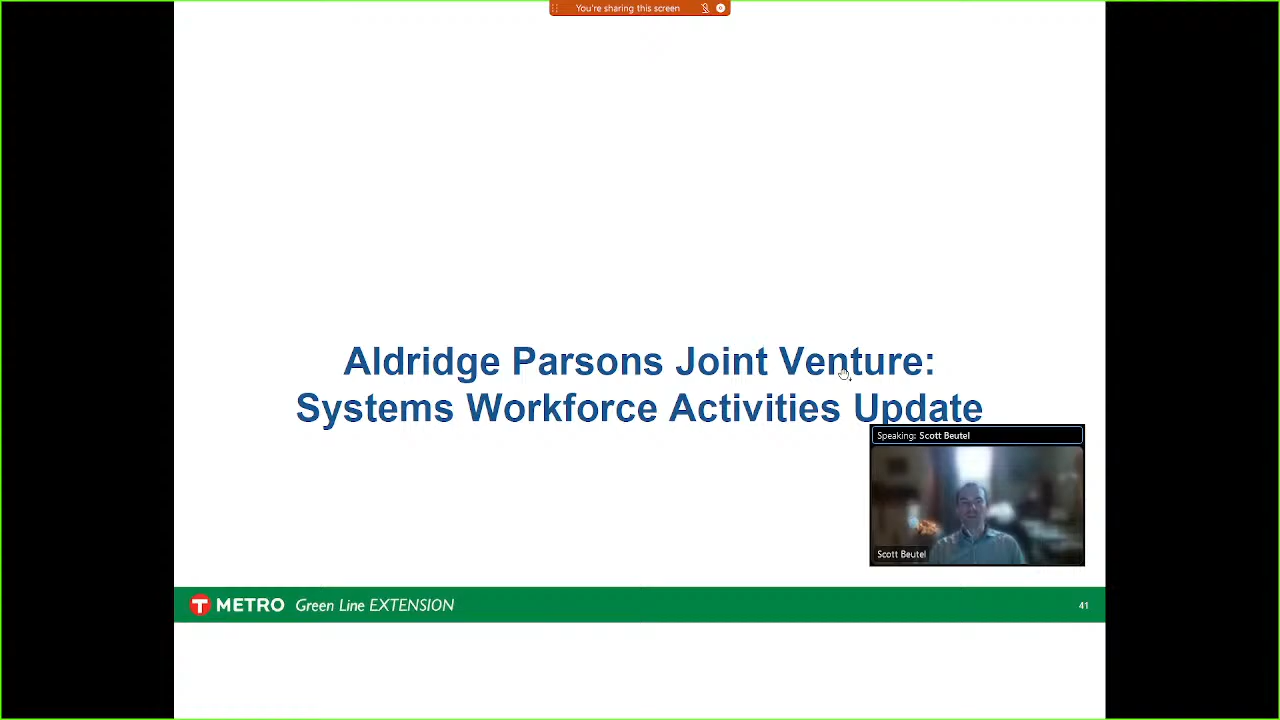 You're sharing this screen
Aldridge Parsons Joint Venture:
Systems Workforce Activities Update
Speaking: Scott Beutel
Scott Beutel
T METRO Green Line EXTENSION
41